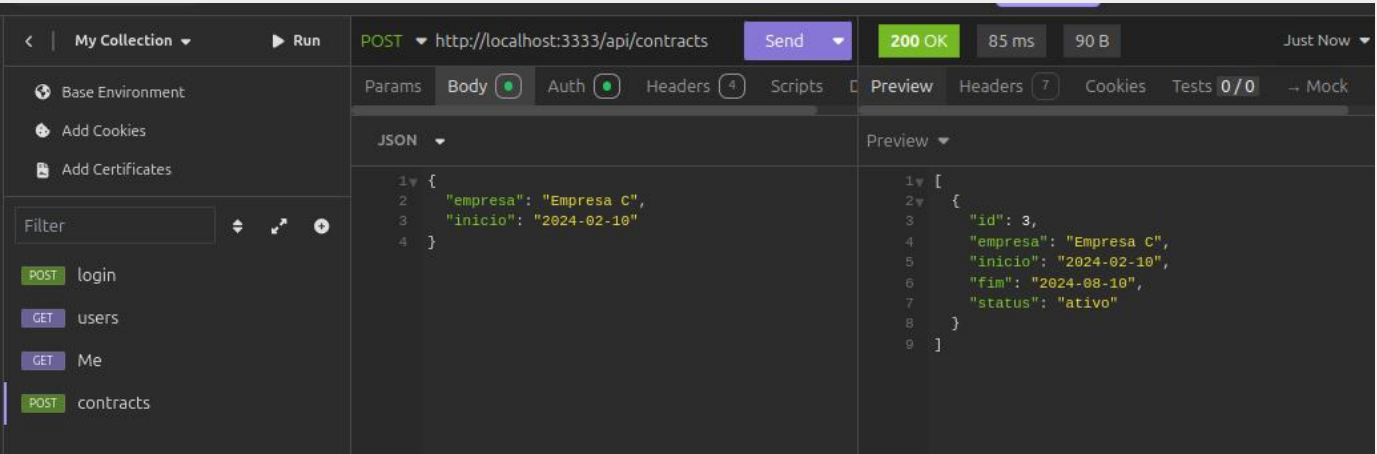 My Collection
Run
Base Environment
Add Cookies
Add Certificates
Filter
POST login
GET users
GET Me
POST contracts
POST http://localhost:3333/api/contracts Send
Params Body Auth Headers 4 Scripts
JSON
1 {
2 "empresa": "Empresa C",
3 "inicio": "2024-02-10"
4 }
200 OK 85 ms 90 B Just Now
Preview Headers 7 Cookies Tests 0/0 → Mock
Preview
1 [
2 {
3 "id": 3,
4 "empresa": "Empresa C",
5 "inicio": "2024-02-10",
6 "fim": "2024-08-10",
7 "status": "ativo"
8 }
9 ]